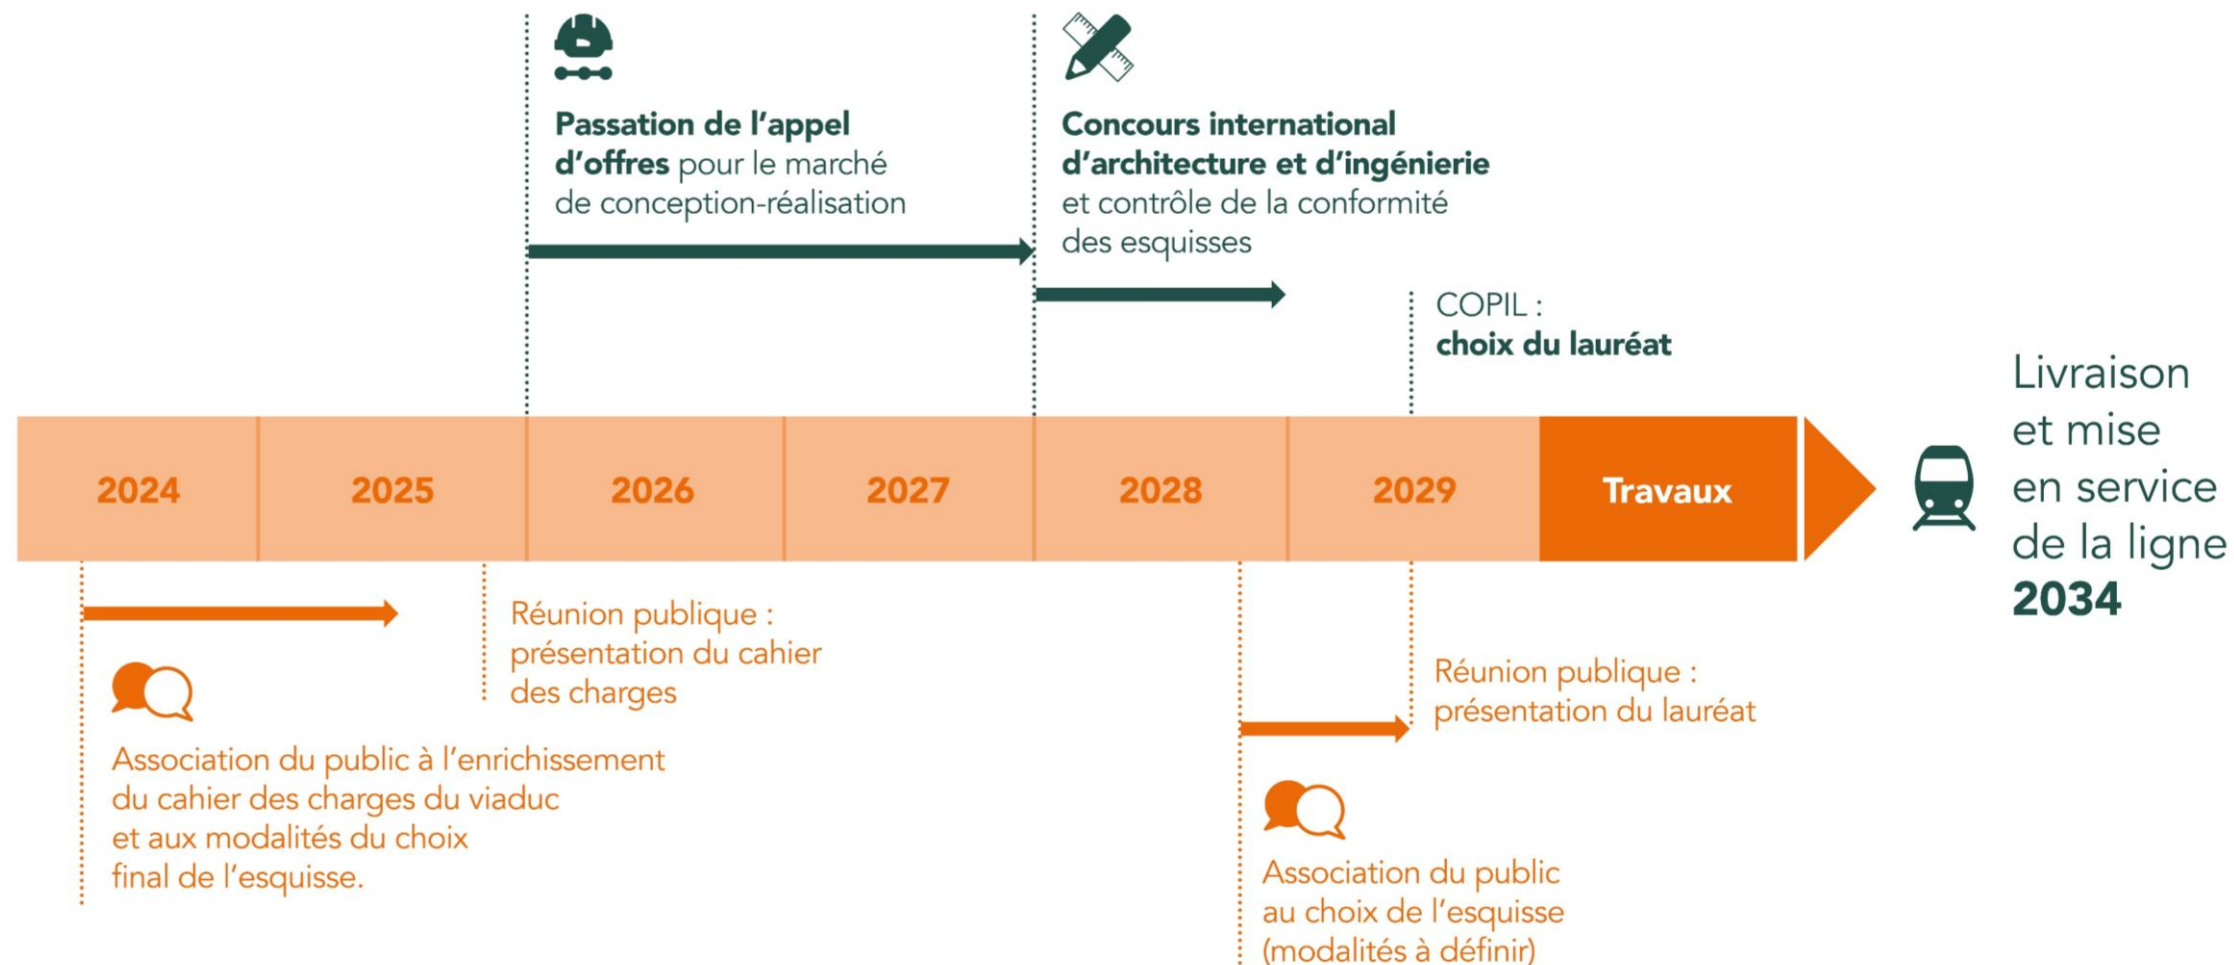 Passation de l'appel
d'offres pour le marché
de conception-réalisation
Concours international
d'architecture et d'ingénierie
et contrôle de la conformité
des esquisses
COPIL :
choix du lauréat
2024
2025
2026
2027
2028
2029
Travaux
Livraison
et mise
en service
de la ligne
2034
Réunion publique :
présentation du cahier
des charges
Association du public à l'enrichissement
du cahier des charges du viaduc
et aux modalités du choix
final de l'esquisse.
Réunion publique :
présentation du lauréat
Association du public
au choix de l'esquisse
(modalités à définir)